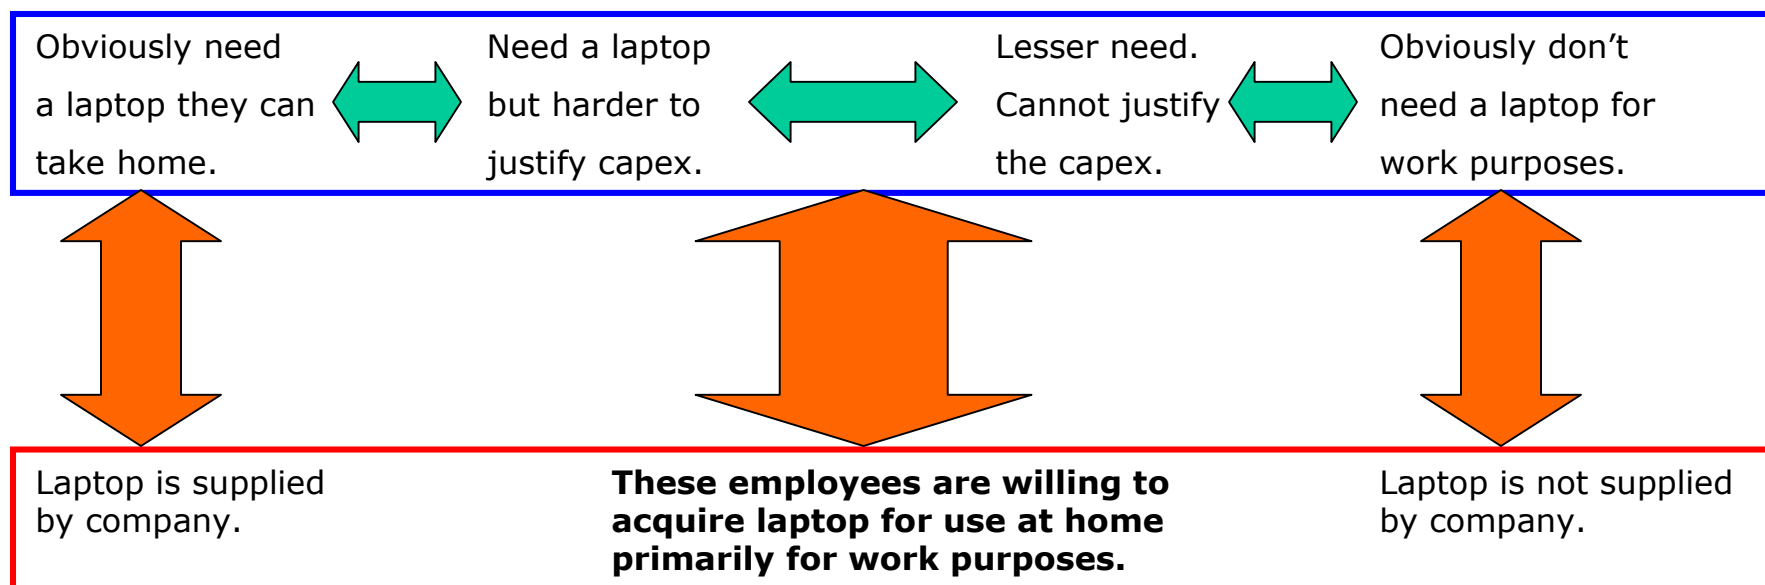 Obviously need
a laptop they can
take home.
Need a laptop
but harder to
justify capex.
Lesser need.
Cannot justify
the capex.
Obviously don’t
need a laptop for
work purposes.
Laptop is supplied
by company.
These employees are willing to
acquire laptop for use at home
primarily for work purposes.
Laptop is not supplied
by company.